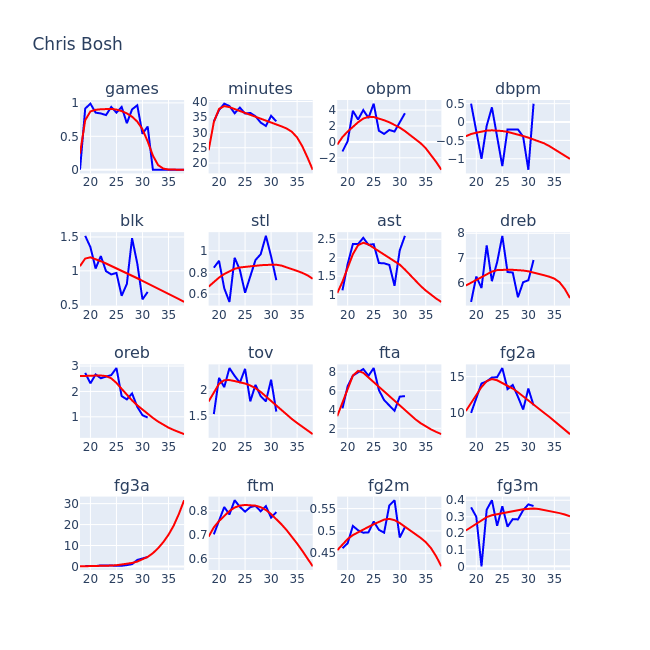 Chris Bosh
games minutes obpm dbpm
1 0.5 0 20 25 30 35
40 35 30 25 20 20 25 30 35
4 2 0 −2 20 25 30 35
0.5 0 −0.5 −1 20 25 30 35
blk stl ast dreb
1.5 1 0.5 20 25 30 35
1 0.8 0.6 20 25 30 35
2.5 2 1.5 1 20 25 30 35
8 7 6 20 25 30 35
oreb tov fta fg2a
3 2 1 20 25 30 35
2 1.5 20 25 30 35
8 6 4 2 20 25 30 35
15 10 20 25 30 35
fg3a ftm fg2m fg3m
30 20 10 0 20 25 30 35
0.8 0.7 0.6 20 25 30 35
0.55 0.5 0.45 20 25 30 35
0.4 0.3 0.2 0.1 0 20 25 30 35